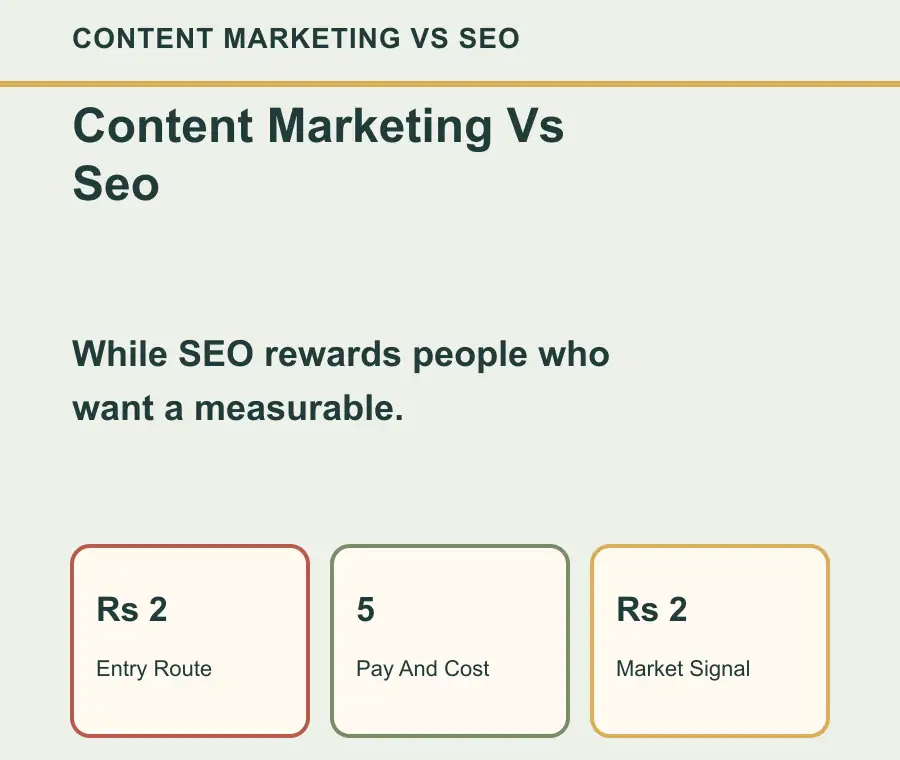 CONTENT MARKETING VS SEO
Content Marketing Vs
Seo
While SEO rewards people who
want a measurable.
Rs 2
Entry Route
5
Pay And Cost
Rs 2
Market Signal